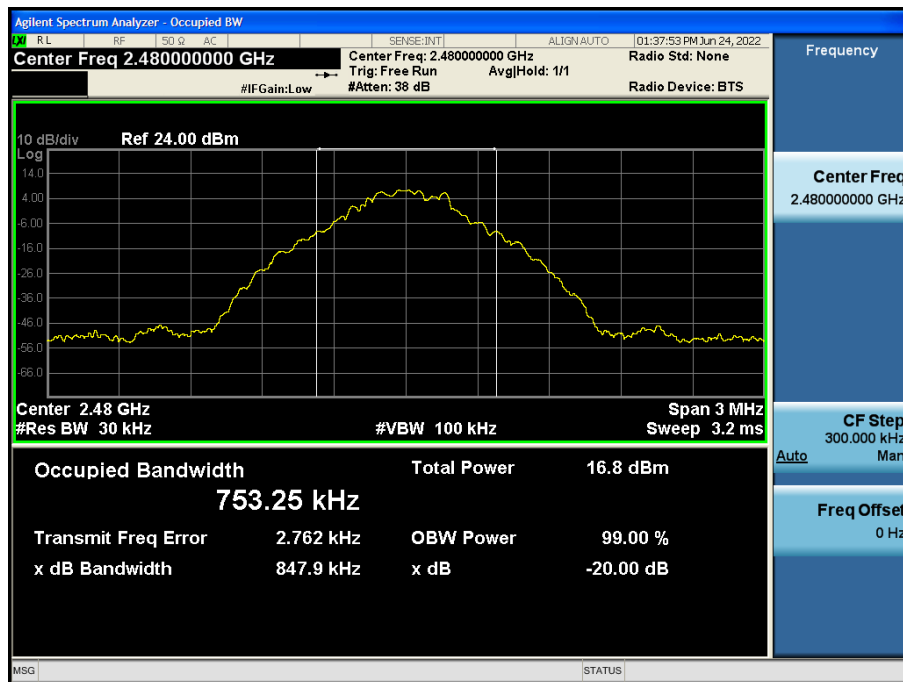 Agilent Spectrum Analyzer - Occupied BW
LXI RL RF 50 Ω AC SENSE:INT ALIGN AUTO 01:37:53 PM Jun 24, 2022
Center Freq 2.480000000 GHz
Center Freq: 2.480000000 GHz Radio Std: None
Trig: Free Run Avg|Hold: 1/1
#IFGain:Low #Atten: 38 dB Radio Device: BTS
10 dB/div Ref 24.00 dBm
Log
14.0
4.00
-6.00
-16.0
-26.0
-36.0
-46.0
-56.0
-66.0
Center 2.48 GHz Span 3 MHz
#Res BW 30 kHz #VBW 100 kHz Sweep 3.2 ms
Occupied Bandwidth Total Power 16.8 dBm
753.25 kHz
Transmit Freq Error 2.762 kHz OBW Power 99.00 %
x dB Bandwidth 847.9 kHz x dB -20.00 dB
MSG STATUS
Frequency
Center Freq
2.480000000 GHz
CF Step
300.000 kHz
Auto Man
Freq Offset
0 Hz